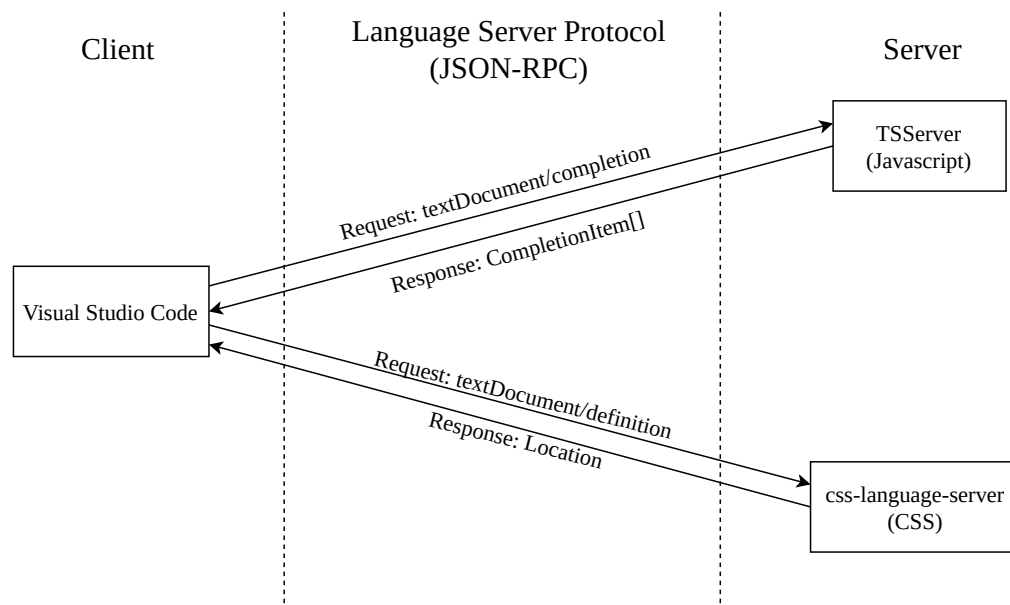 Client
Language Server Protocol
(JSON-RPC)
Server
TSServer
(Javascript)
Request: textDocument/completion
Response: CompletionItem[]
Visual Studio Code
Request: textDocument/definition
Response: Location
css-language-server
(CSS)